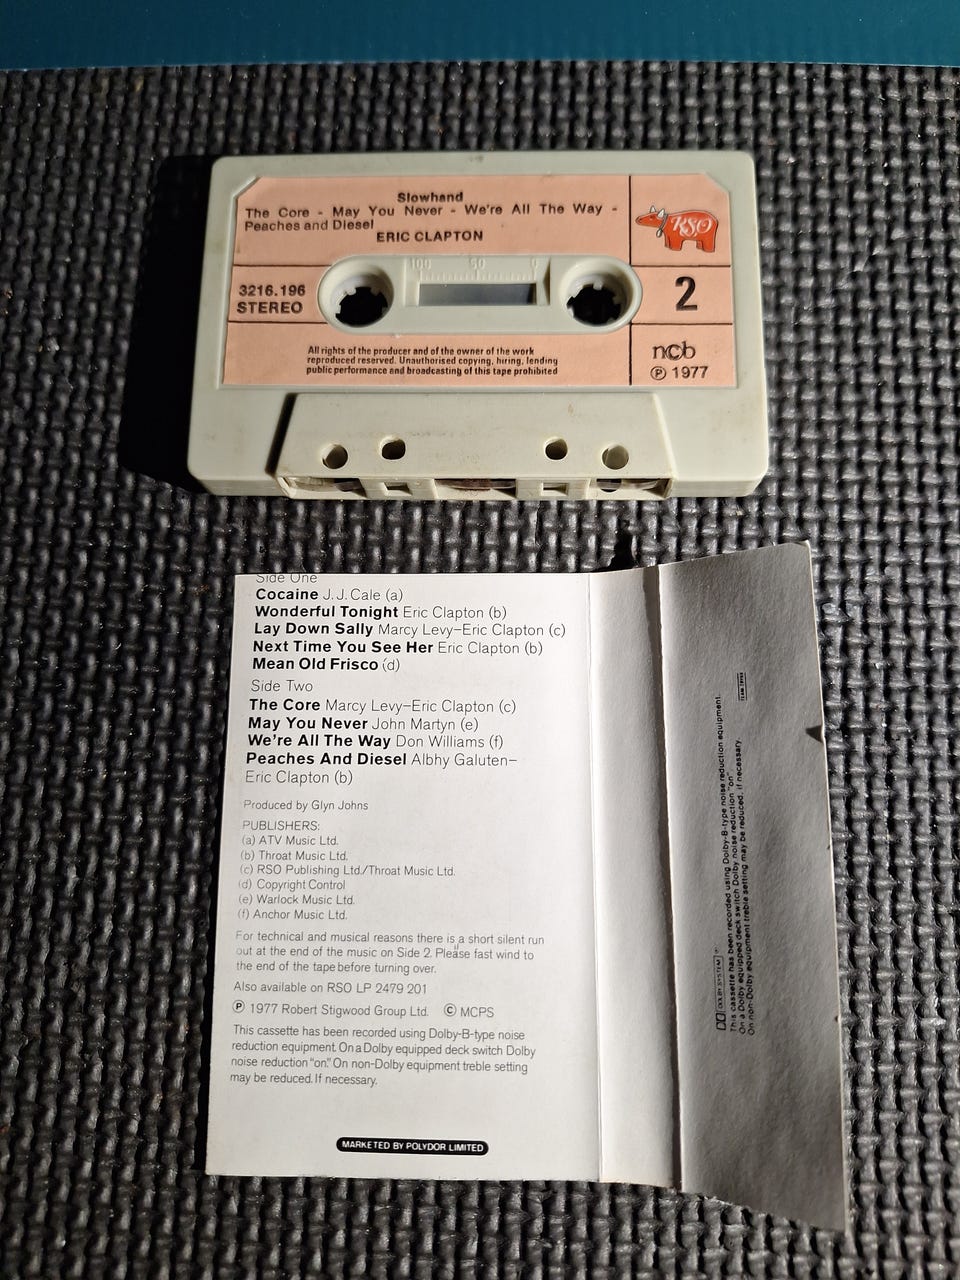 Slowhand
The Core - May You Never - We're All The Way -
Peaches and Diesel
ERIC CLAPTON
RSO
100 50 0
3216.196
STEREO
2
All rights of the producer and of the owner of the work
reproduced reserved. Unauthorised copying, hiring, lending
public performance and broadcasting of this tape prohibited
ncb
Ⓟ 1977
Side One
Cocaine J.J. Cale (a)
Wonderful Tonight Eric Clapton (b)
Lay Down Sally Marcy Levy–Eric Clapton (c)
Next Time You See Her Eric Clapton (b)
Mean Old Frisco (d)
Side Two
The Core Marcy Levy–Eric Clapton (c)
May You Never John Martyn (e)
We're All The Way Don Williams (f)
Peaches And Diesel Albhy Galuten–
Eric Clapton (b)
Produced by Glyn Johns
PUBLISHERS:
(a) ATV Music Ltd.
(b) Throat Music Ltd.
(c) RSO Publishing Ltd./Throat Music Ltd.
(d) Copyright Control
(e) Warlock Music Ltd.
(f) Anchor Music Ltd.
For technical and musical reasons there is a short silent run
out at the end of the music on Side 2. Please fast wind to
the end of the tape before turning over.
Also available on RSO LP 2479 201
Ⓟ 1977 Robert Stigwood Group Ltd. © MCPS
This cassette has been recorded using Dolby-B-type noise
reduction equipment. On a Dolby equipped deck switch Dolby
noise reduction "on". On non-Dolby equipment treble setting
may be reduced. If necessary.
MARKETED BY POLYDOR LIMITED
DOLBY SYSTEM
This cassette has been recorded using Dolby-B-type noise reduction equipment.
On a Dolby equipped deck switch Dolby noise reduction "on"
On non-Dolby equipment treble setting may be reduced, if necessary.